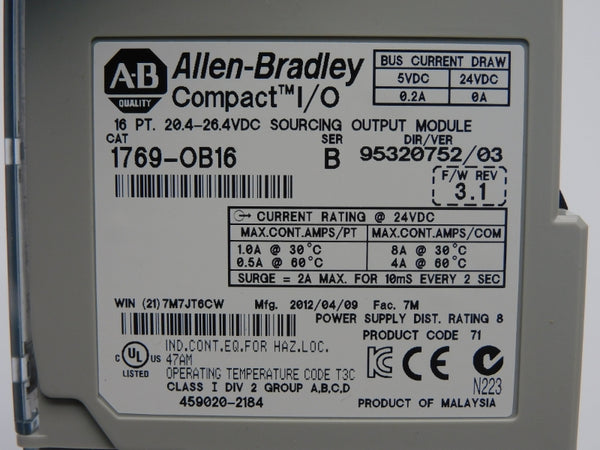 A-B
QUALITY
Allen-Bradley
Compact™ I/O
BUS CURRENT DRAW
5VDC 24VDC
0.2A 0A
16 PT. 20.4-26.4VDC SOURCING OUTPUT MODULE
CAT SER DIR/VER
1769-OB16 B 95320752/03
F/W REV
3.1
CURRENT RATING @ 24VDC
MAX.CONT.AMPS/PT MAX.CONT.AMPS/COM
1.0A @ 30°C 8A @ 30°C
0.5A @ 60°C 4A @ 60°C
SURGE = 2A MAX. FOR 10mS EVERY 2 SEC
WIN (21)7M7JT6CW Mfg. 2012/04/09 Fac. 7M
POWER SUPPLY DIST. RATING 8
PRODUCT CODE 71
IND.CONT.EQ.FOR HAZ.LOC.
47AM
OPERATING TEMPERATURE CODE T3C
C UL US
LISTED
CLASS I DIV 2 GROUP A,B,C,D
459020-2184
KC CE
N223
PRODUCT OF MALAYSIA